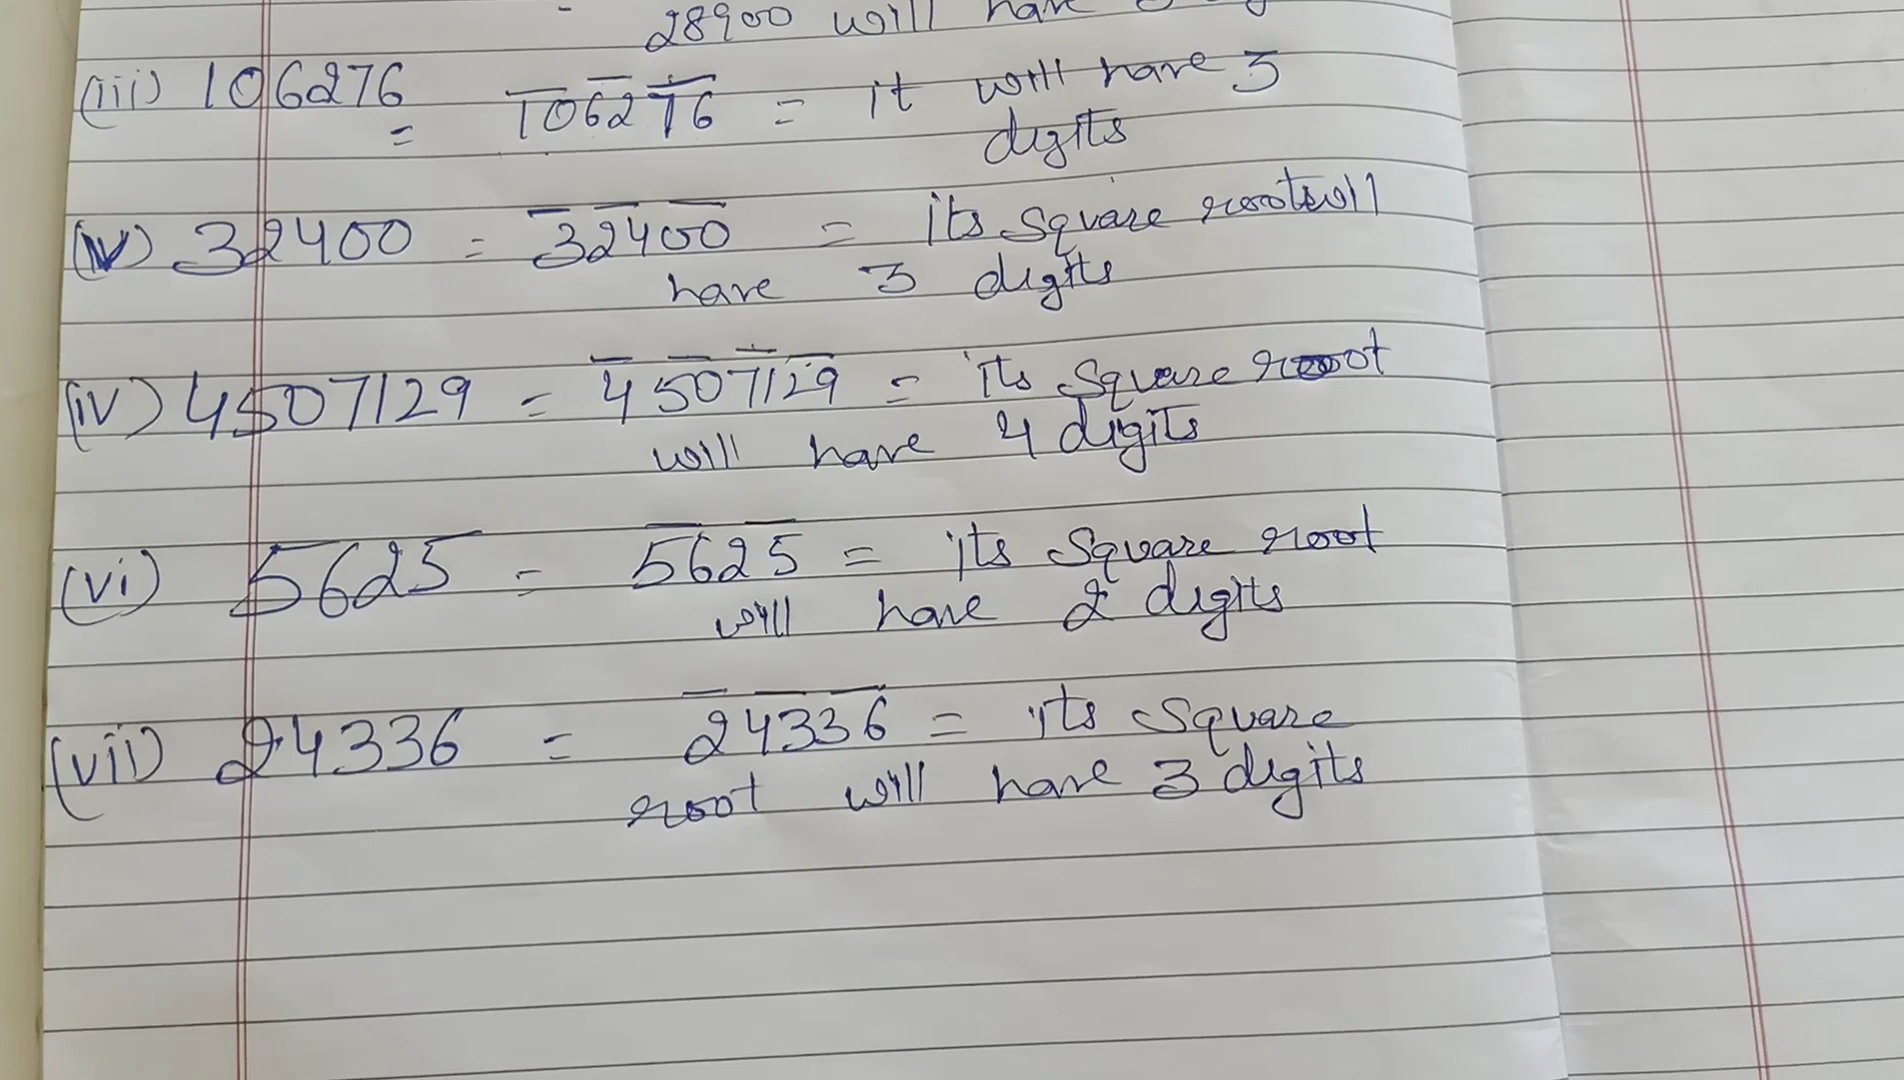 28900 will have
(iii) 106276 = 106276 = it will have 3
digits
(iv) 32400 = 32400 = its square root will
have 3 digits
(iv) 4507129 = 4507129 = its square root
will have 4 digits
(vi) 5625 = 5625 = its square root
will have 2 digits
(vii) 24336 = 24336 = its square
root will have 3 digits